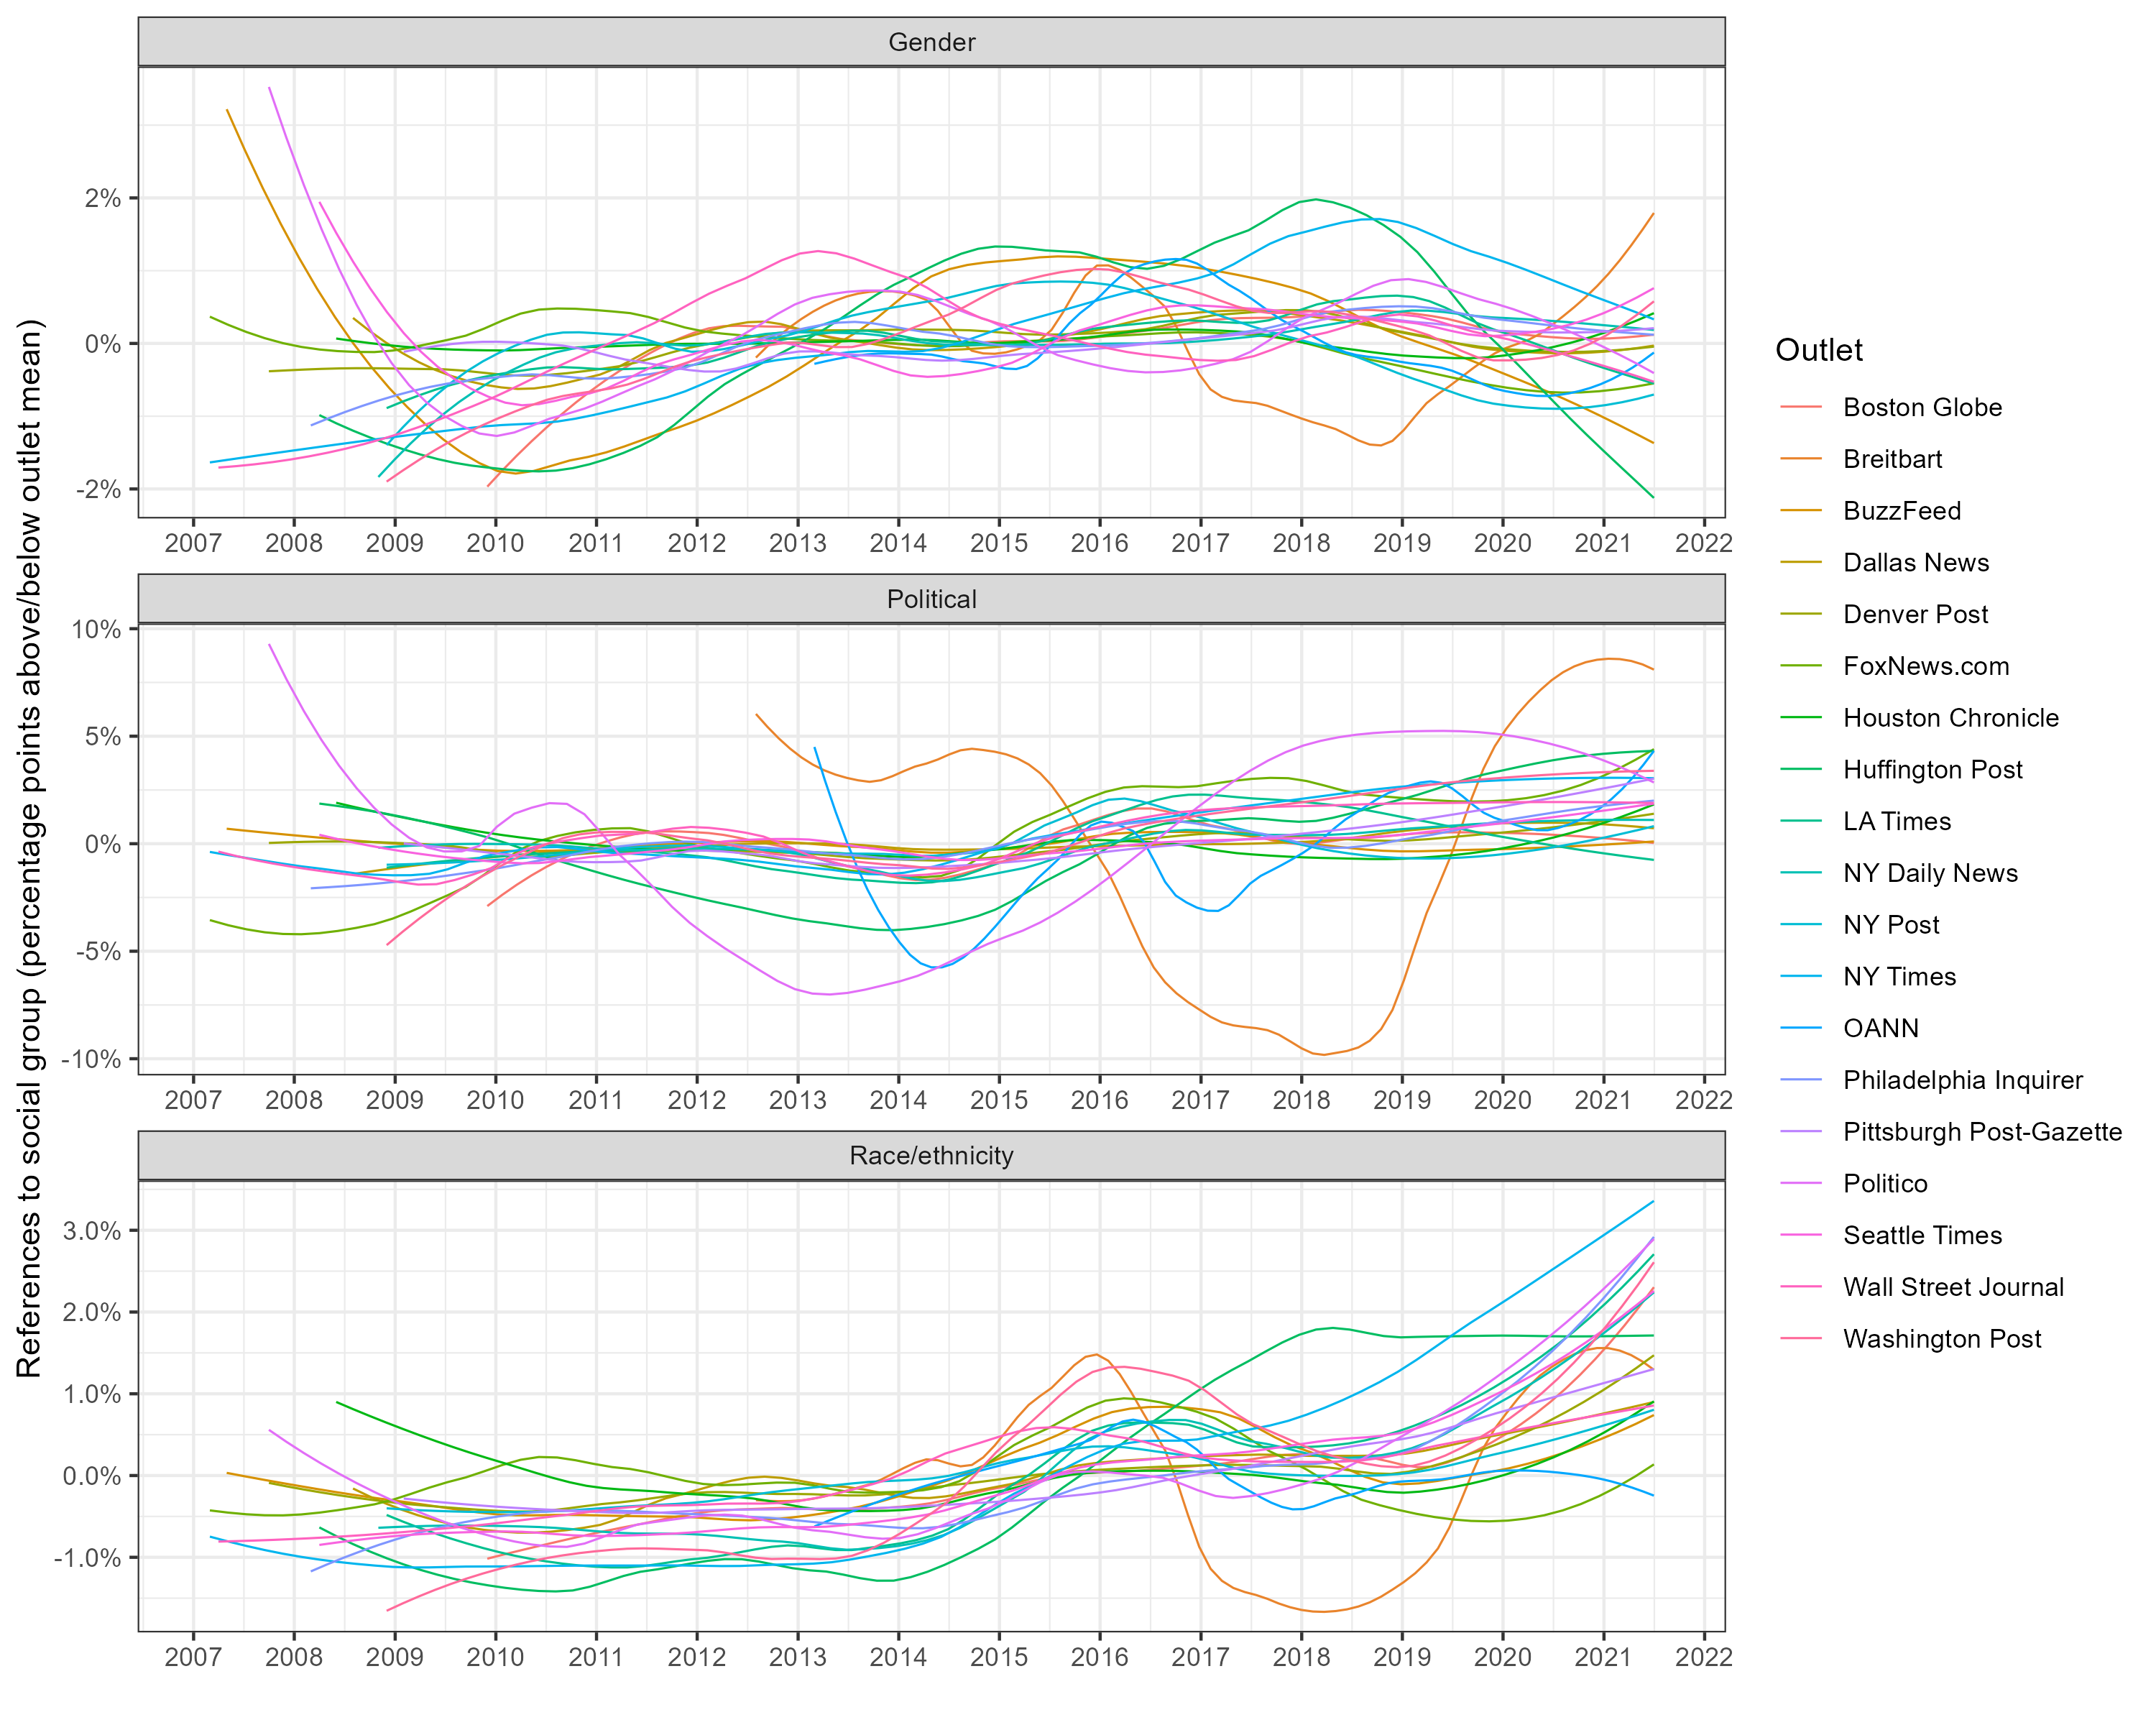 Gender
2%
0%
-2%
2007 2008 2009 2010 2011 2012 2013 2014 2015 2016 2017 2018 2019 2020 2021 2022
Political
10%
5%
0%
-5%
-10%
2007 2008 2009 2010 2011 2012 2013 2014 2015 2016 2017 2018 2019 2020 2021 2022
Race/ethnicity
3.0%
2.0%
1.0%
0.0%
-1.0%
2007 2008 2009 2010 2011 2012 2013 2014 2015 2016 2017 2018 2019 2020 2021 2022
References to social group (percentage points above/below outlet mean)
Outlet
Boston Globe
Breitbart
BuzzFeed
Dallas News
Denver Post
FoxNews.com
Houston Chronicle
Huffington Post
LA Times
NY Daily News
NY Post
NY Times
OANN
Philadelphia Inquirer
Pittsburgh Post-Gazette
Politico
Seattle Times
Wall Street Journal
Washington Post